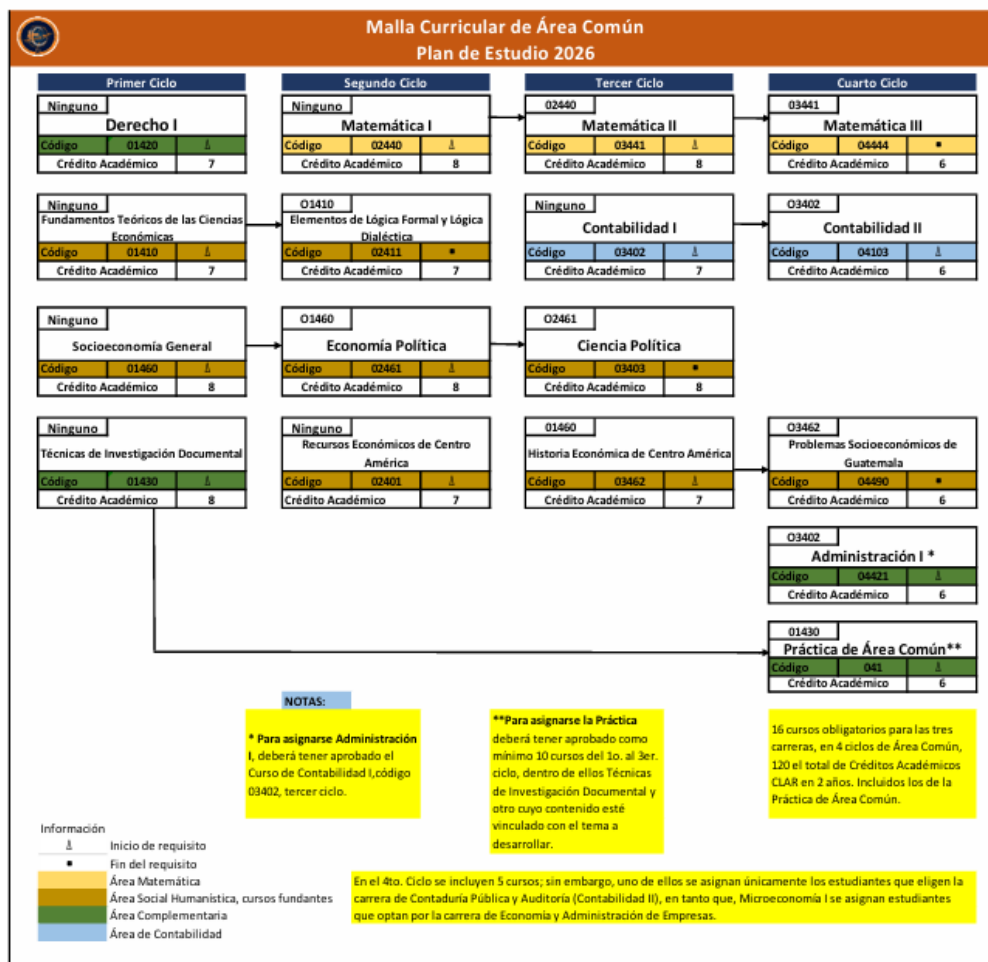 Malla Curricular de Área Común
Plan de Estudio 2026
Primer Ciclo
Segundo Ciclo
Tercer Ciclo
Cuarto Ciclo
Ninguno
Derecho I
Código 01420
Crédito Académico 7
Ninguno
Matemática I
Código 02440
Crédito Académico 8
02440
Matemática II
Código 03441
Crédito Académico 8
03441
Matemática III
Código 04444
Crédito Académico 6
Ninguno
Fundamentos Teóricos de las Ciencias
Económicas
Código 01410
Crédito Académico 7
O1410
Elementos de Lógica Formal y Lógica
Dialéctica
Código 02411
Crédito Académico 7
Ninguno
Contabilidad I
Código 03402
Crédito Académico 7
O3402
Contabilidad II
Código 04103
Crédito Académico 6
Ninguno
Socioeconomía General
Código 01460
Crédito Académico 8
O1460
Economía Política
Código 02461
Crédito Académico 8
O2461
Ciencia Política
Código 03403
Crédito Académico 8
Ninguno
Técnicas de Investigación Documental
Código 01430
Crédito Académico 8
Ninguno
Recursos Económicos de Centro
América
Código 02401
Crédito Académico 7
01460
Historia Económica de Centro América
Código 03462
Crédito Académico 7
O3462
Problemas Socioeconómicos de
Guatemala
Código 04490
Crédito Académico 6
O3402
Administración I *
Código 04421
Crédito Académico 6
01430
Práctica de Área Común**
Código 041
Crédito Académico 6
NOTAS:
* Para asignarse Administración
I, deberá tener aprobado el
Curso de Contabilidad I,código
03402, tercer ciclo.
**Para asignarse la Práctica
deberá tener aprobado como
mínimo 10 cursos del 1o. al 3er.
ciclo, dentro de ellos Técnicas
de Investigación Documental y
otro cuyo contenido esté
vinculado con el tema a
desarrollar.
16 cursos obligatorios para las tres
carreras, en 4 ciclos de Área Común,
120 el total de Créditos Académicos
CLAR en 2 años. Incluidos los de la
Práctica de Área Común.
Información
Inicio de requisito
Fin del requisito
Área Matemática
Área Social Humanística, cursos fundantes
Área Complementaria
Área de Contabilidad
En el 4to. Ciclo se incluyen 5 cursos; sin embargo, uno de ellos se asignan únicamente los estudiantes que eligen la
carrera de Contaduría Pública y Auditoría (Contabilidad II), en tanto que, Microeconomía I se asignan estudiantes
que optan por la carrera de Economía y Administración de Empresas.